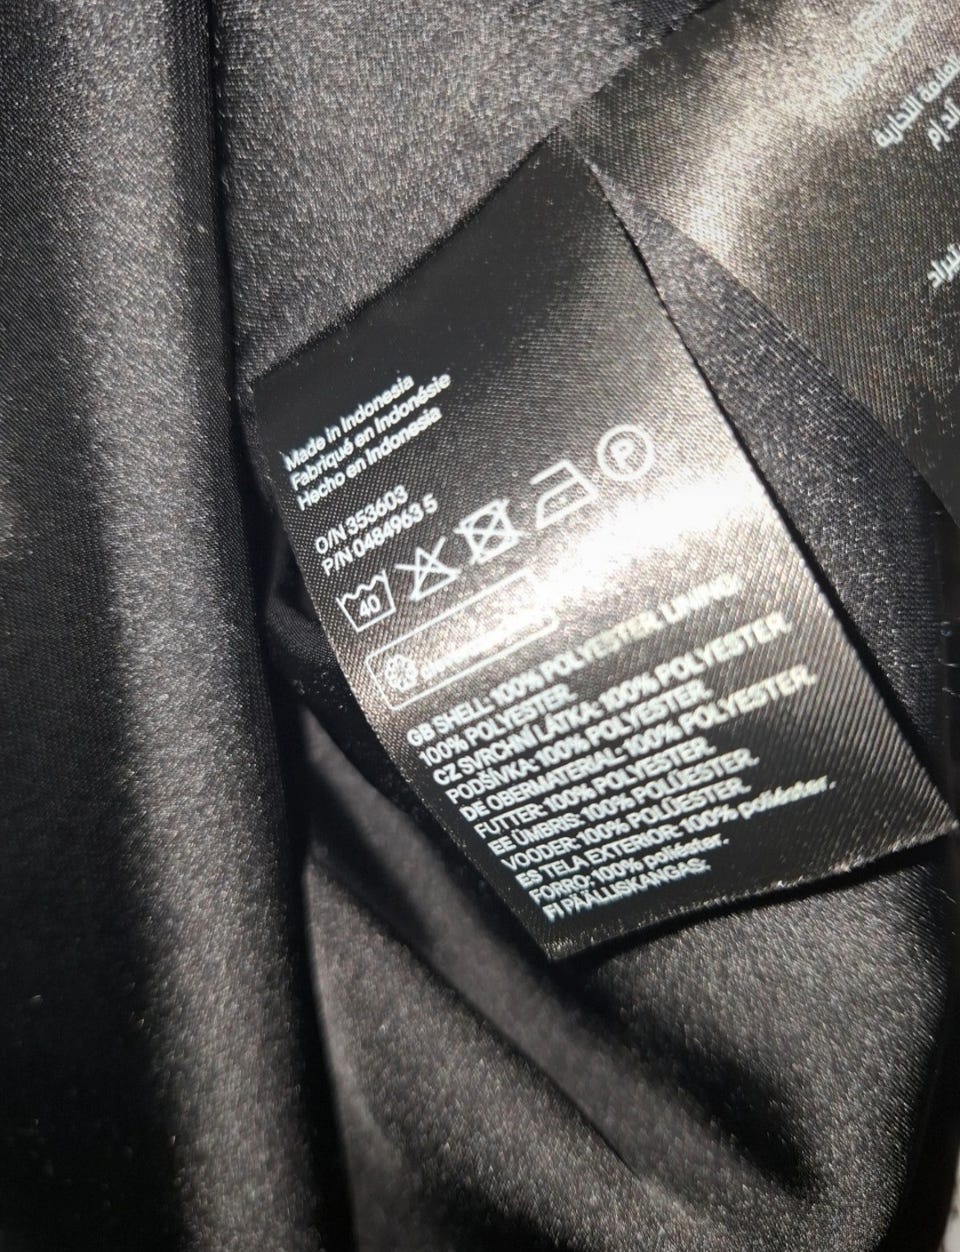 Made in Indonesia
Fabriqué en Indonésie
Hecho en Indonesia
O/N 353603
P/N 0484963 5
40
P
GB SHELL: 100% POLYESTER, LINING:
100% POLYESTER
CZ SVRCHNÍ LÁTKA: 100% POLYESTER
PODŠÍVKA: 100% POLYESTER
DE OBERMATERIAL: 100% POLYESTER
FUTTER: 100% POLYESTER.
EE ÜMBRIS: 100% POLÜESTER,
VOODER: 100% POLÜESTER.
ES TELA EXTERIOR: 100% poliéster.
FORRO: 100% poliéster.
FI PÄÄLLISKANGAS: